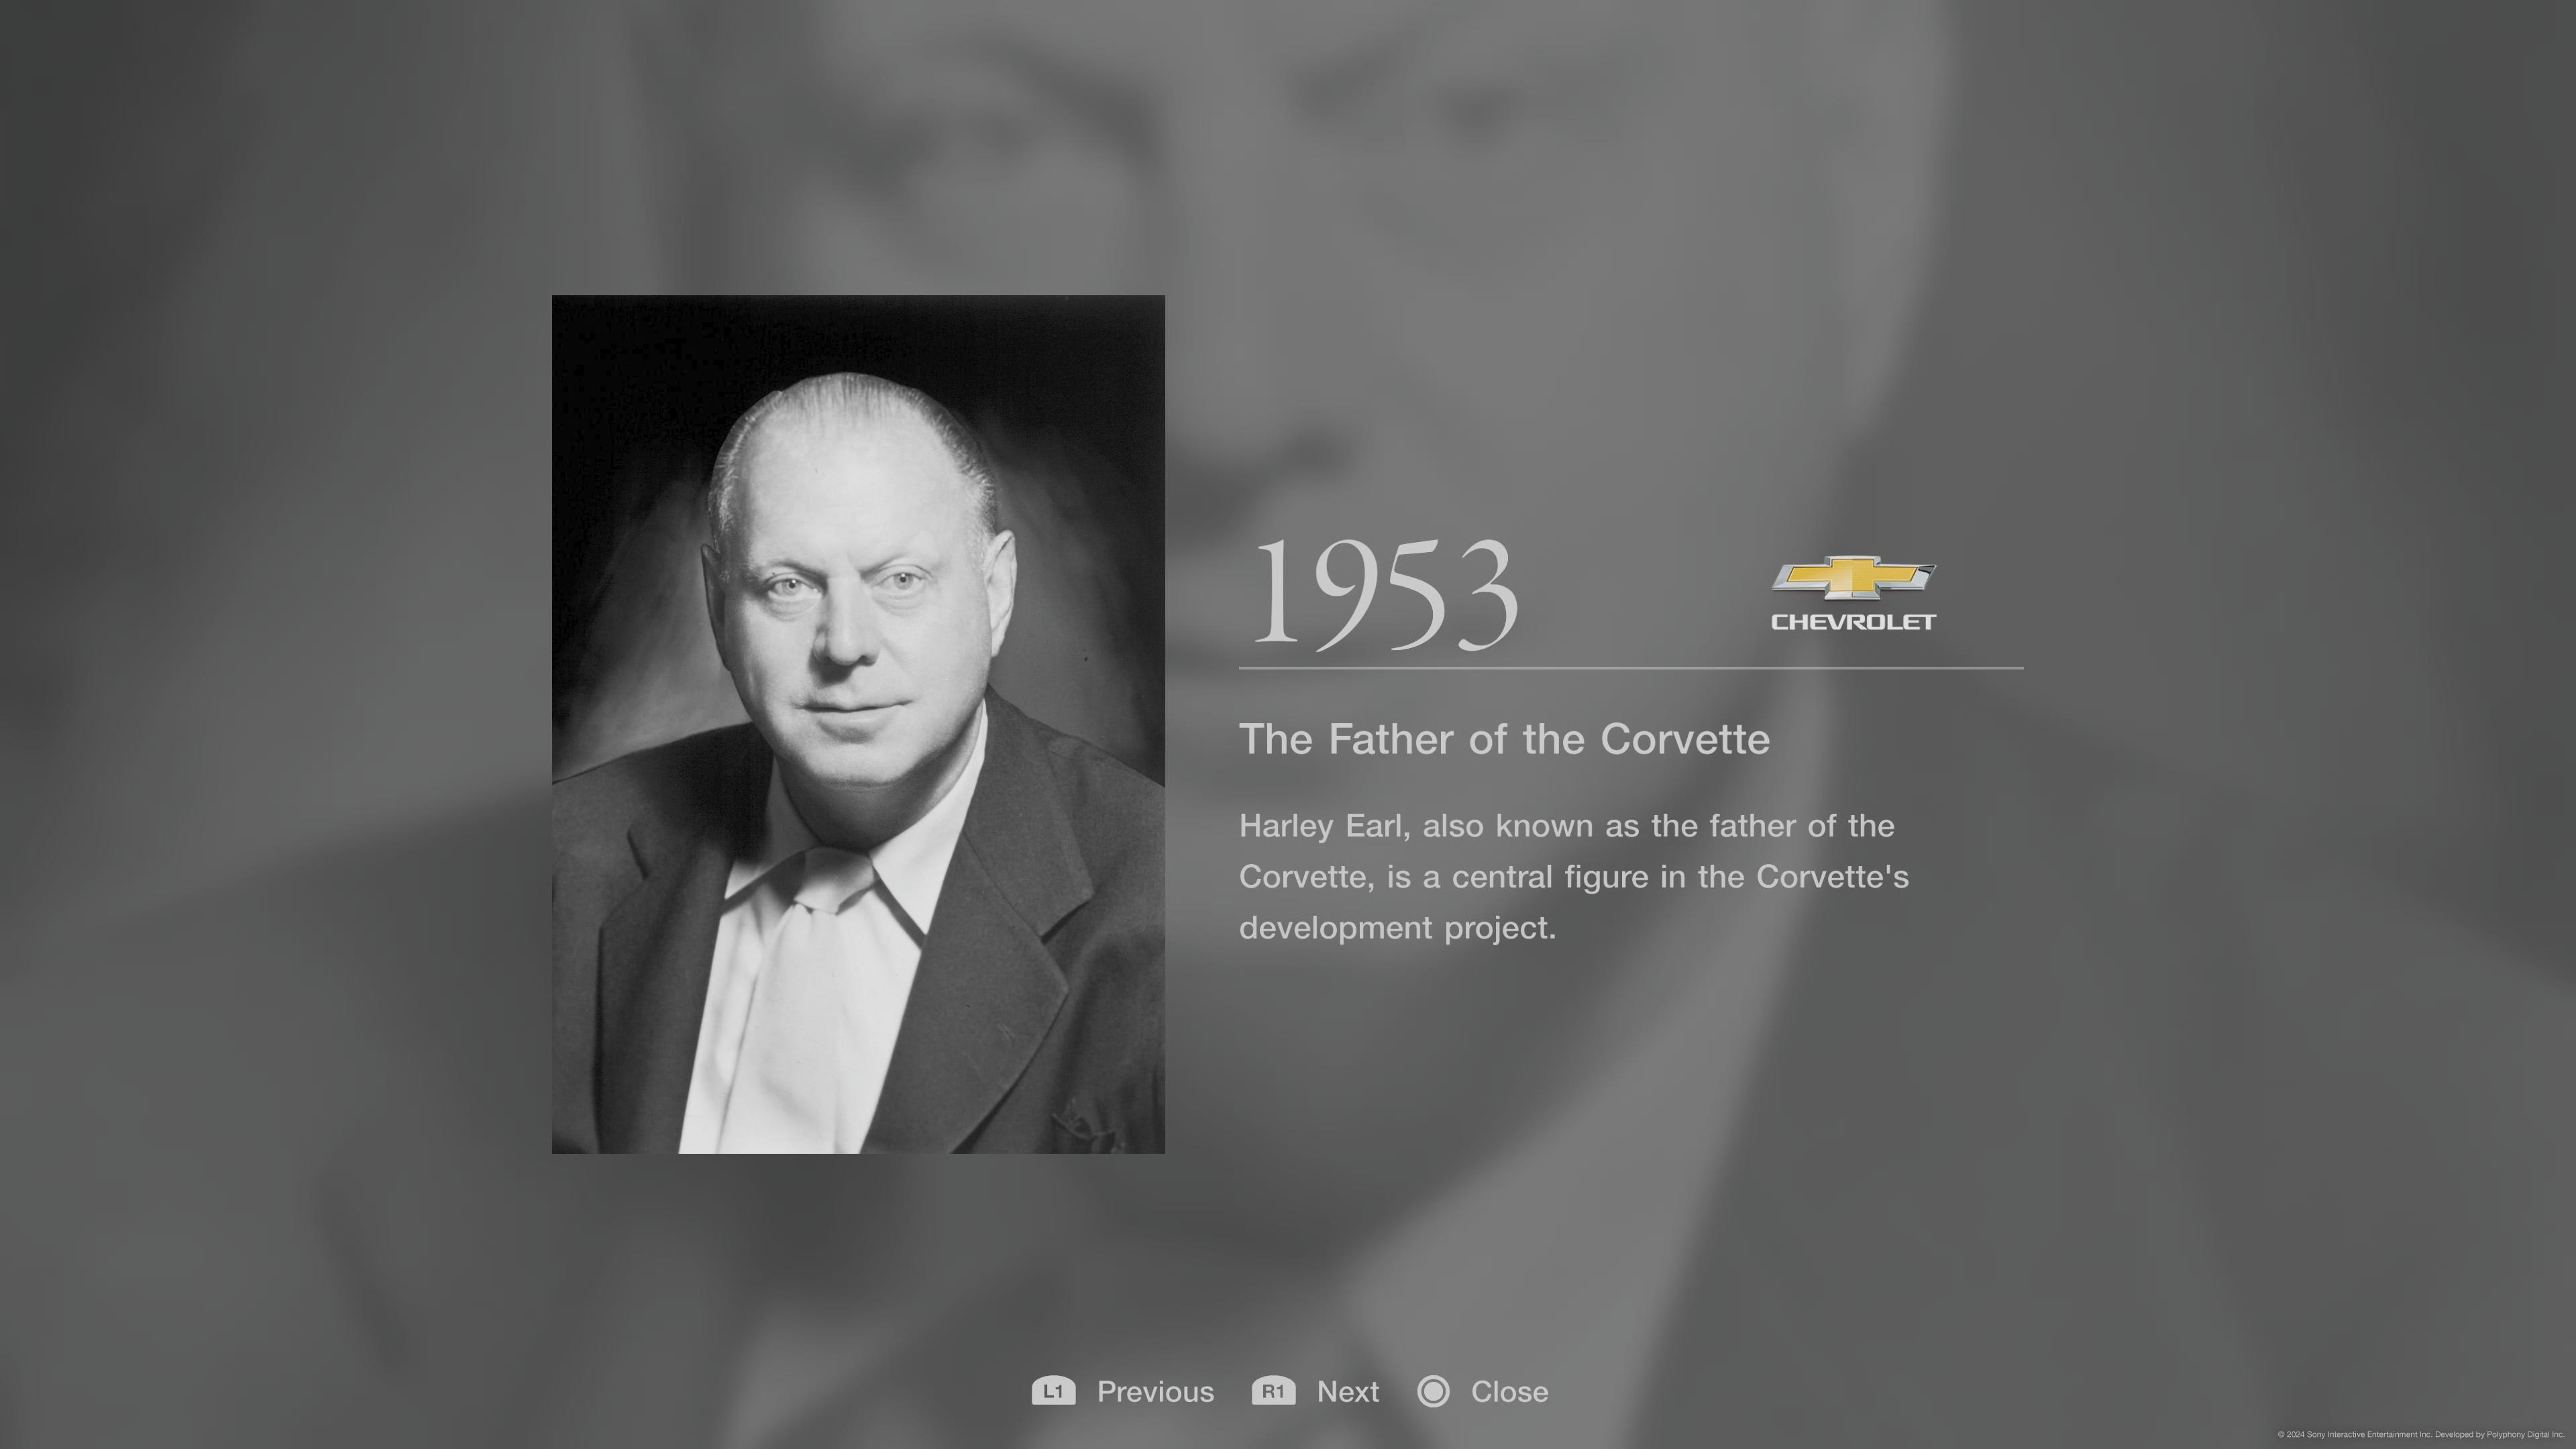 1953
CHEVROLET
The Father of the Corvette
Harley Earl, also known as the father of the
Corvette, is a central figure in the Corvette's
development project.
L1 Previous R1 Next Close
© 2024 Sony Interactive Entertainment Inc. Developed by Polyphony Digital Inc.